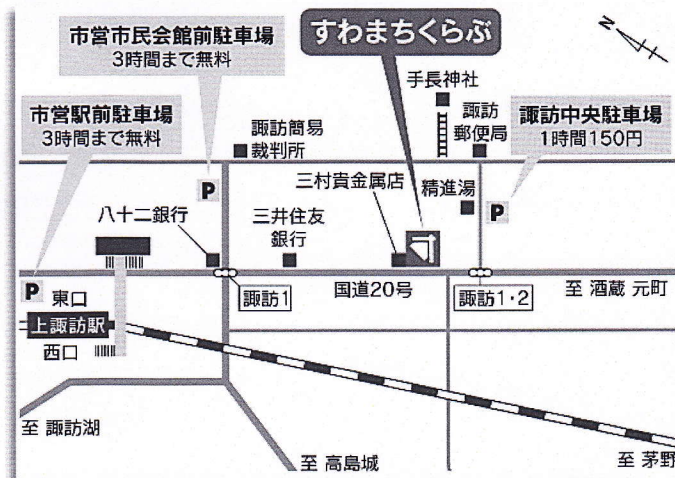 市営市民会館前駐車場
3時間まで無料
すわまちくらぶ
N
手長神社
市営駅前駐車場
3時間まで無料
諏訪簡易
裁判所
諏訪
郵便局
諏訪中央駐車場
1時間150円
三村貴金属店
精進湯
P
P
八十二銀行
三井住友
銀行
P
東口
諏訪1
国道20号
諏訪1・2
至 酒蔵 元町
上諏訪駅
西口
至 諏訪湖
至 高島城
至 茅野